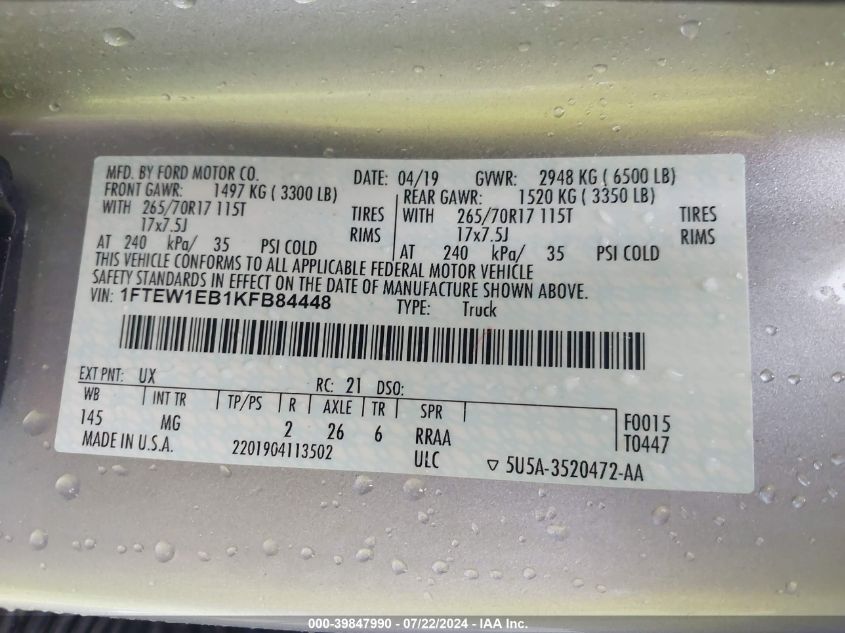 MFD. BY FORD MOTOR CO. DATE: 04/19 GVWR: 2948 KG ( 6500 LB)
FRONT GAWR: 1497 KG ( 3300 LB) REAR GAWR: 1520 KG ( 3350 LB)
WITH 265/70R17 115T TIRES WITH 265/70R17 115T TIRES
17x7.5J RIMS 17x7.5J RIMS
AT 240 kPa/ 35 PSI COLD AT 240 kPa/ 35 PSI COLD
THIS VEHICLE CONFORMS TO ALL APPLICABLE FEDERAL MOTOR VEHICLE
SAFETY STANDARDS IN EFFECT ON THE DATE OF MANUFACTURE SHOWN ABOVE.
VIN: 1FTEW1EB1KFB84448 TYPE: Truck
EXT PNT: UX RC: 21 DSO:
WB INT TR TP/PS R AXLE TR SPR
145 MG 2 26 6 RRAA F0015
T0447
MADE IN U.S.A. 2201904113502 ULC ▽ 5U5A-3520472-AA
000-39847990 / 07/22/2024 - IAA Inc.